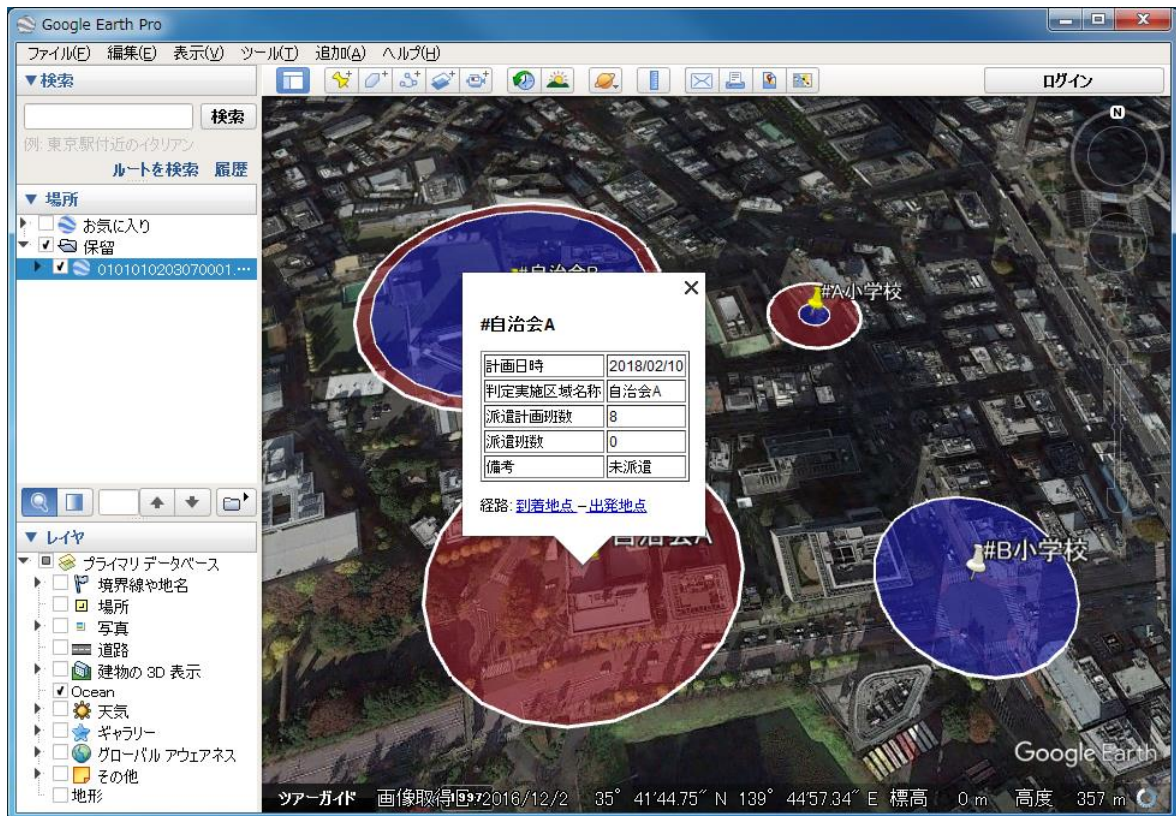 Google Earth Pro
ファイル(F) 編集(E) 表示(V) ツール(T) 追加(A) ヘルプ(H)
▼検索
ログイン
検索
例: 東京駅付近のイタリアン
ルートを検索 履歴
▼ 場所
お気に入り
保留
0101010203070001.…
N
#自治会B
#A小学校
#自治会A
計画日時 2018/02/10
判定実施区域名称 自治会A
派遣計画班数 8
派遣班数 0
備考 未派遣
経路: 到着地点 – 出発地点
自治会A
#B小学校
▼ レイヤ
プライマリ データベース
境界線や地名
場所
写真
道路
建物の 3D 表示
Ocean
天気
ギャラリー
グローバル アウェアネス
その他
地形
Google Earth
ツアーガイド 1997 画像取得日: 2016/12/2 35° 41'44.75" N 139° 44'57.34" E 標高 0 m 高度 357 m